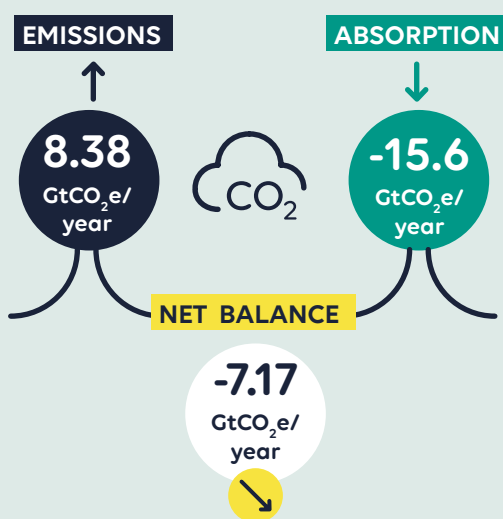 EMISSIONS
ABSORPTION
8.38
GtCO₂e/
year
CO₂
-15.6
GtCO₂e/
year
NET BALANCE
-7.17
GtCO₂e/
year